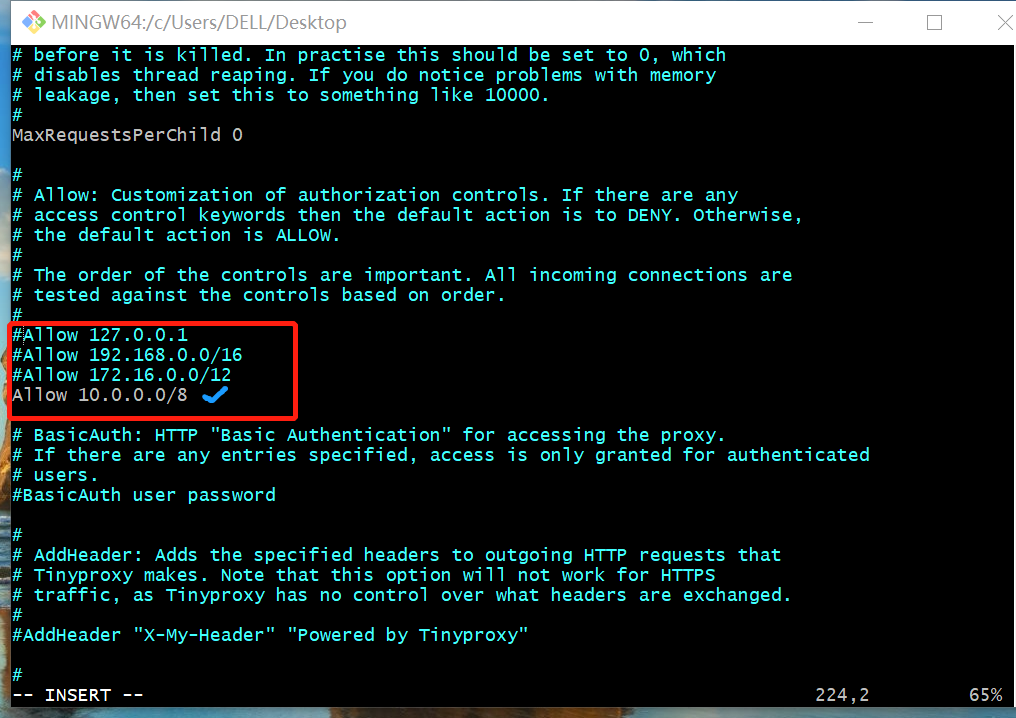 MINGW64:/c/Users/DELL/Desktop
# before it is killed. In practise this should be set to 0, which
# disables thread reaping. If you do notice problems with memory
# leakage, then set this to something like 10000.
#
MaxRequestsPerChild 0
#
# Allow: Customization of authorization controls. If there are any
# access control keywords then the default action is to DENY. Otherwise,
# the default action is ALLOW.
#
# The order of the controls are important. All incoming connections are
# tested against the controls based on order.
#
#Allow 127.0.0.1
#Allow 192.168.0.0/16
#Allow 172.16.0.0/12
Allow 10.0.0.0/8
# BasicAuth: HTTP "Basic Authentication" for accessing the proxy.
# If there are any entries specified, access is only granted for authenticated
# users.
#BasicAuth user password
#
# AddHeader: Adds the specified headers to outgoing HTTP requests that
# Tinyproxy makes. Note that this option will not work for HTTPS
# traffic, as Tinyproxy has no control over what headers are exchanged.
#
#AddHeader "X-My-Header" "Powered by Tinyproxy"
#
-- INSERT -- 224,2 65%